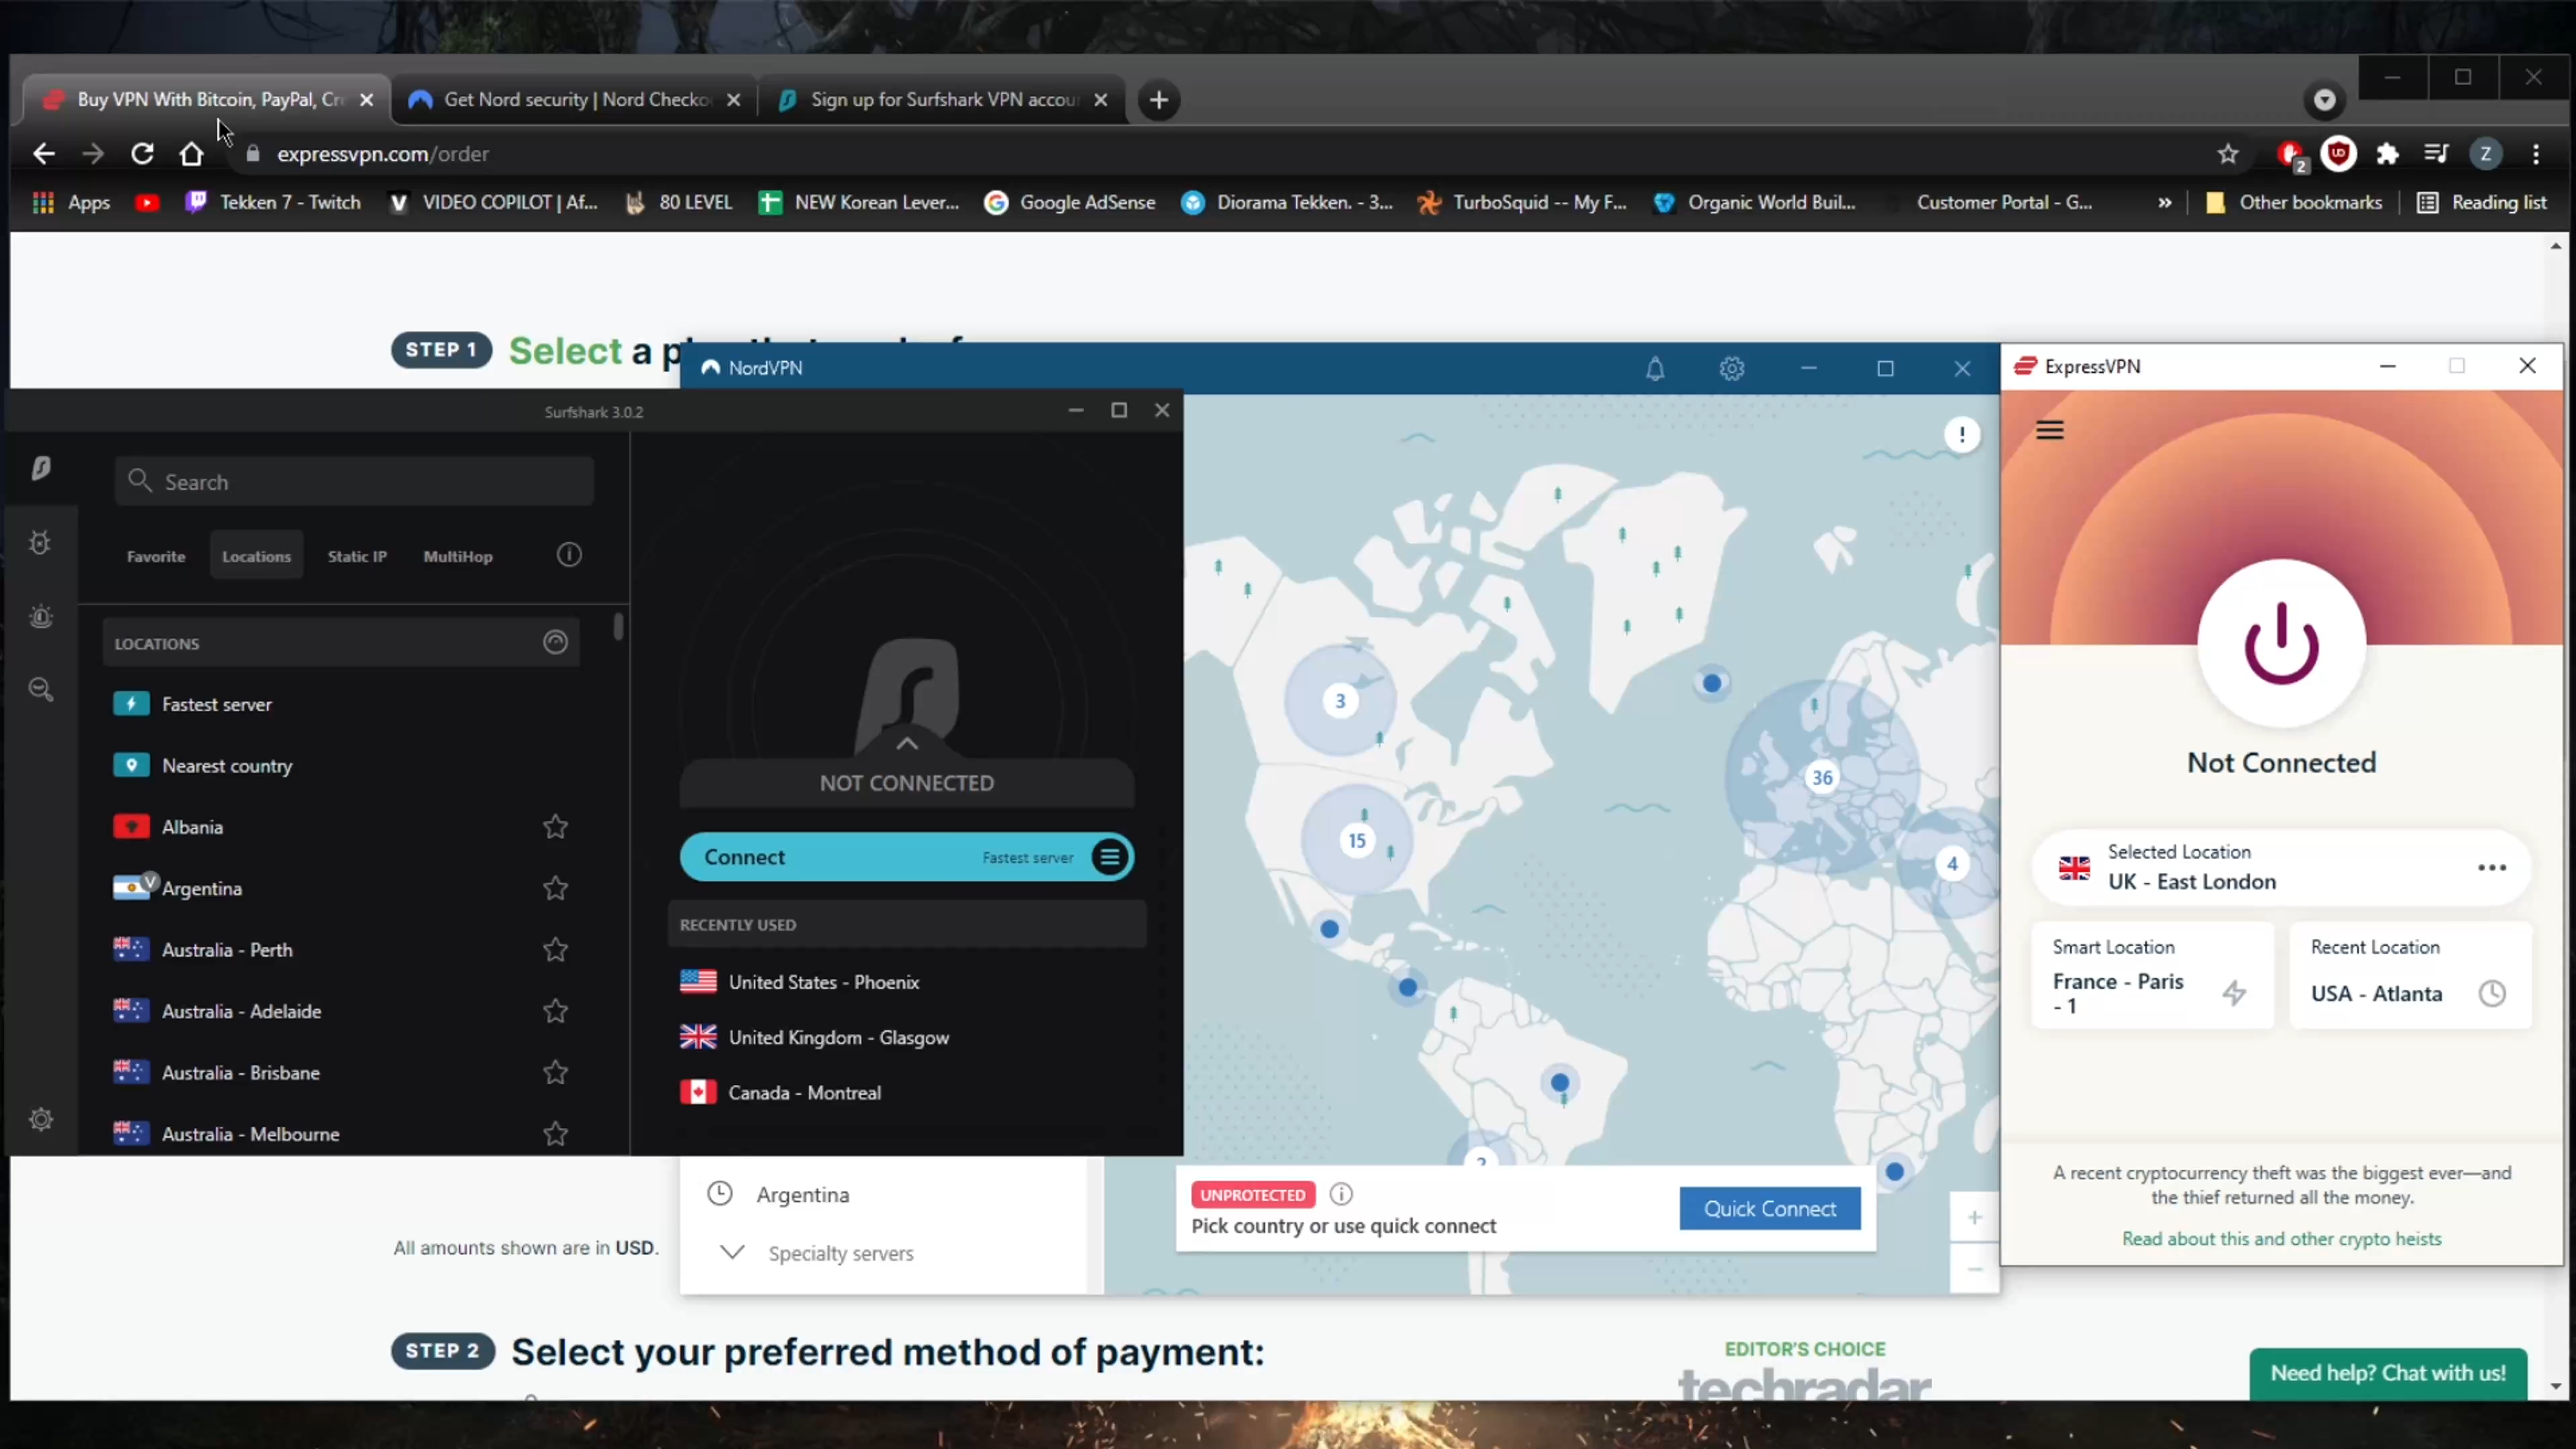 Buy VPN With Bitcoin, PayPal, Cre
Get Nord security | Nord Checko
Sign up for Surfshark VPN accou
expressvpn.com/order
2
Z
Apps
Tekken 7 - Twitch
VIDEO COPILOT | Af...
80 LEVEL
NEW Korean Lever...
Google AdSense
Diorama Tekken. - 3...
TurboSquid -- My F...
Organic World Buil...
Customer Portal - G...
Other bookmarks
Reading list
STEP 1 Select a
NordVPN
ExpressVPN
Surfshark 3.0.2
Search
Favorite
Locations
Static IP
MultiHop
LOCATIONS
Fastest server
Nearest country
Albania
Argentina
Australia - Perth
Australia - Adelaide
Australia - Brisbane
Australia - Melbourne
NOT CONNECTED
Connect
Fastest server
RECENTLY USED
United States - Phoenix
United Kingdom - Glasgow
Canada - Montreal
3
15
36
4
2
Argentina
Specialty servers
UNPROTECTED
Pick country or use quick connect
Quick Connect
Not Connected
Selected Location
UK - East London
Smart Location
France - Paris
- 1
Recent Location
USA - Atlanta
A recent cryptocurrency theft was the biggest ever—and
the thief returned all the money.
Read about this and other crypto heists
All amounts shown are in USD.
STEP 2 Select your preferred method of payment:
EDITOR'S CHOICE
techradar
Need help? Chat with us!